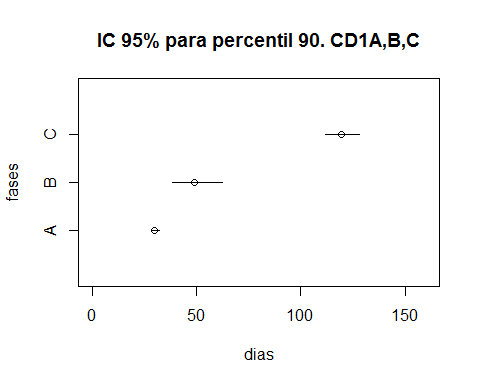 IC 95% para percentil 90. CD1A,B,C
fases
C
B
A
0 50 100 150
dias